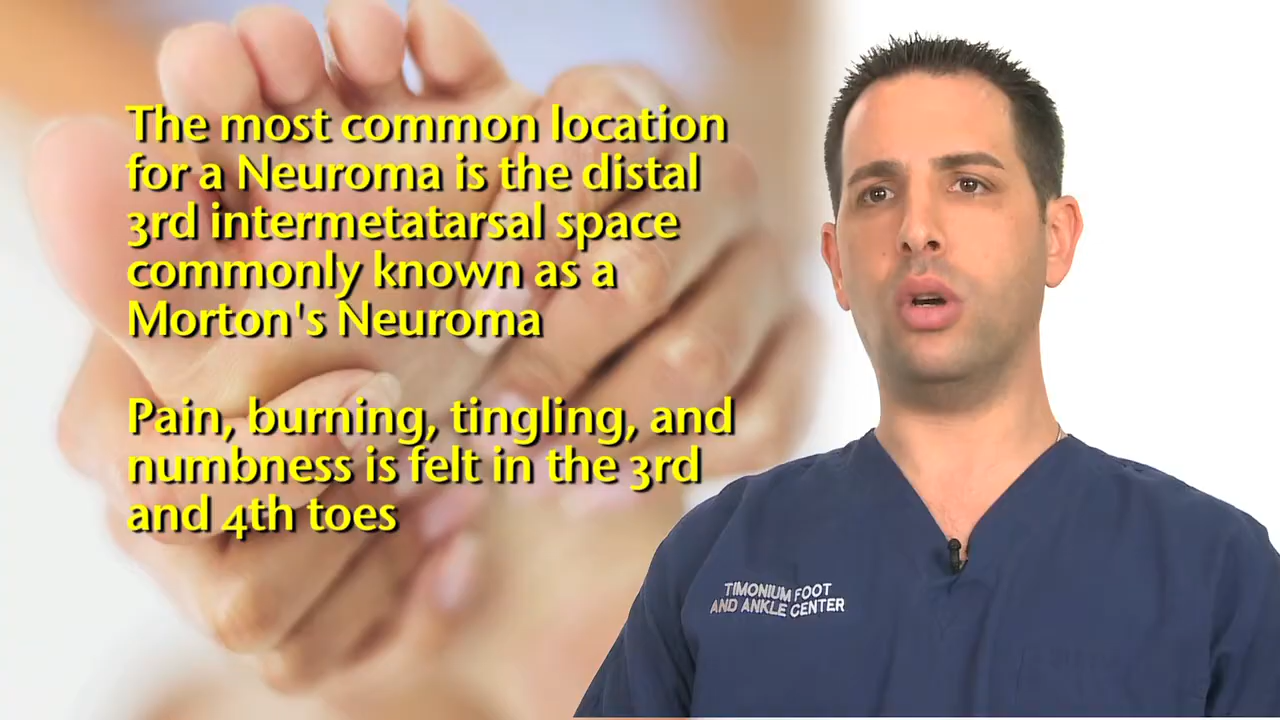 The most common location
for a Neuroma is the distal
3rd intermetatarsal space
commonly known as a
Morton's Neuroma
Pain, burning, tingling, and
numbness is felt in the 3rd
and 4th toes
TIMONIUM FOOT
AND ANKLE CENTER